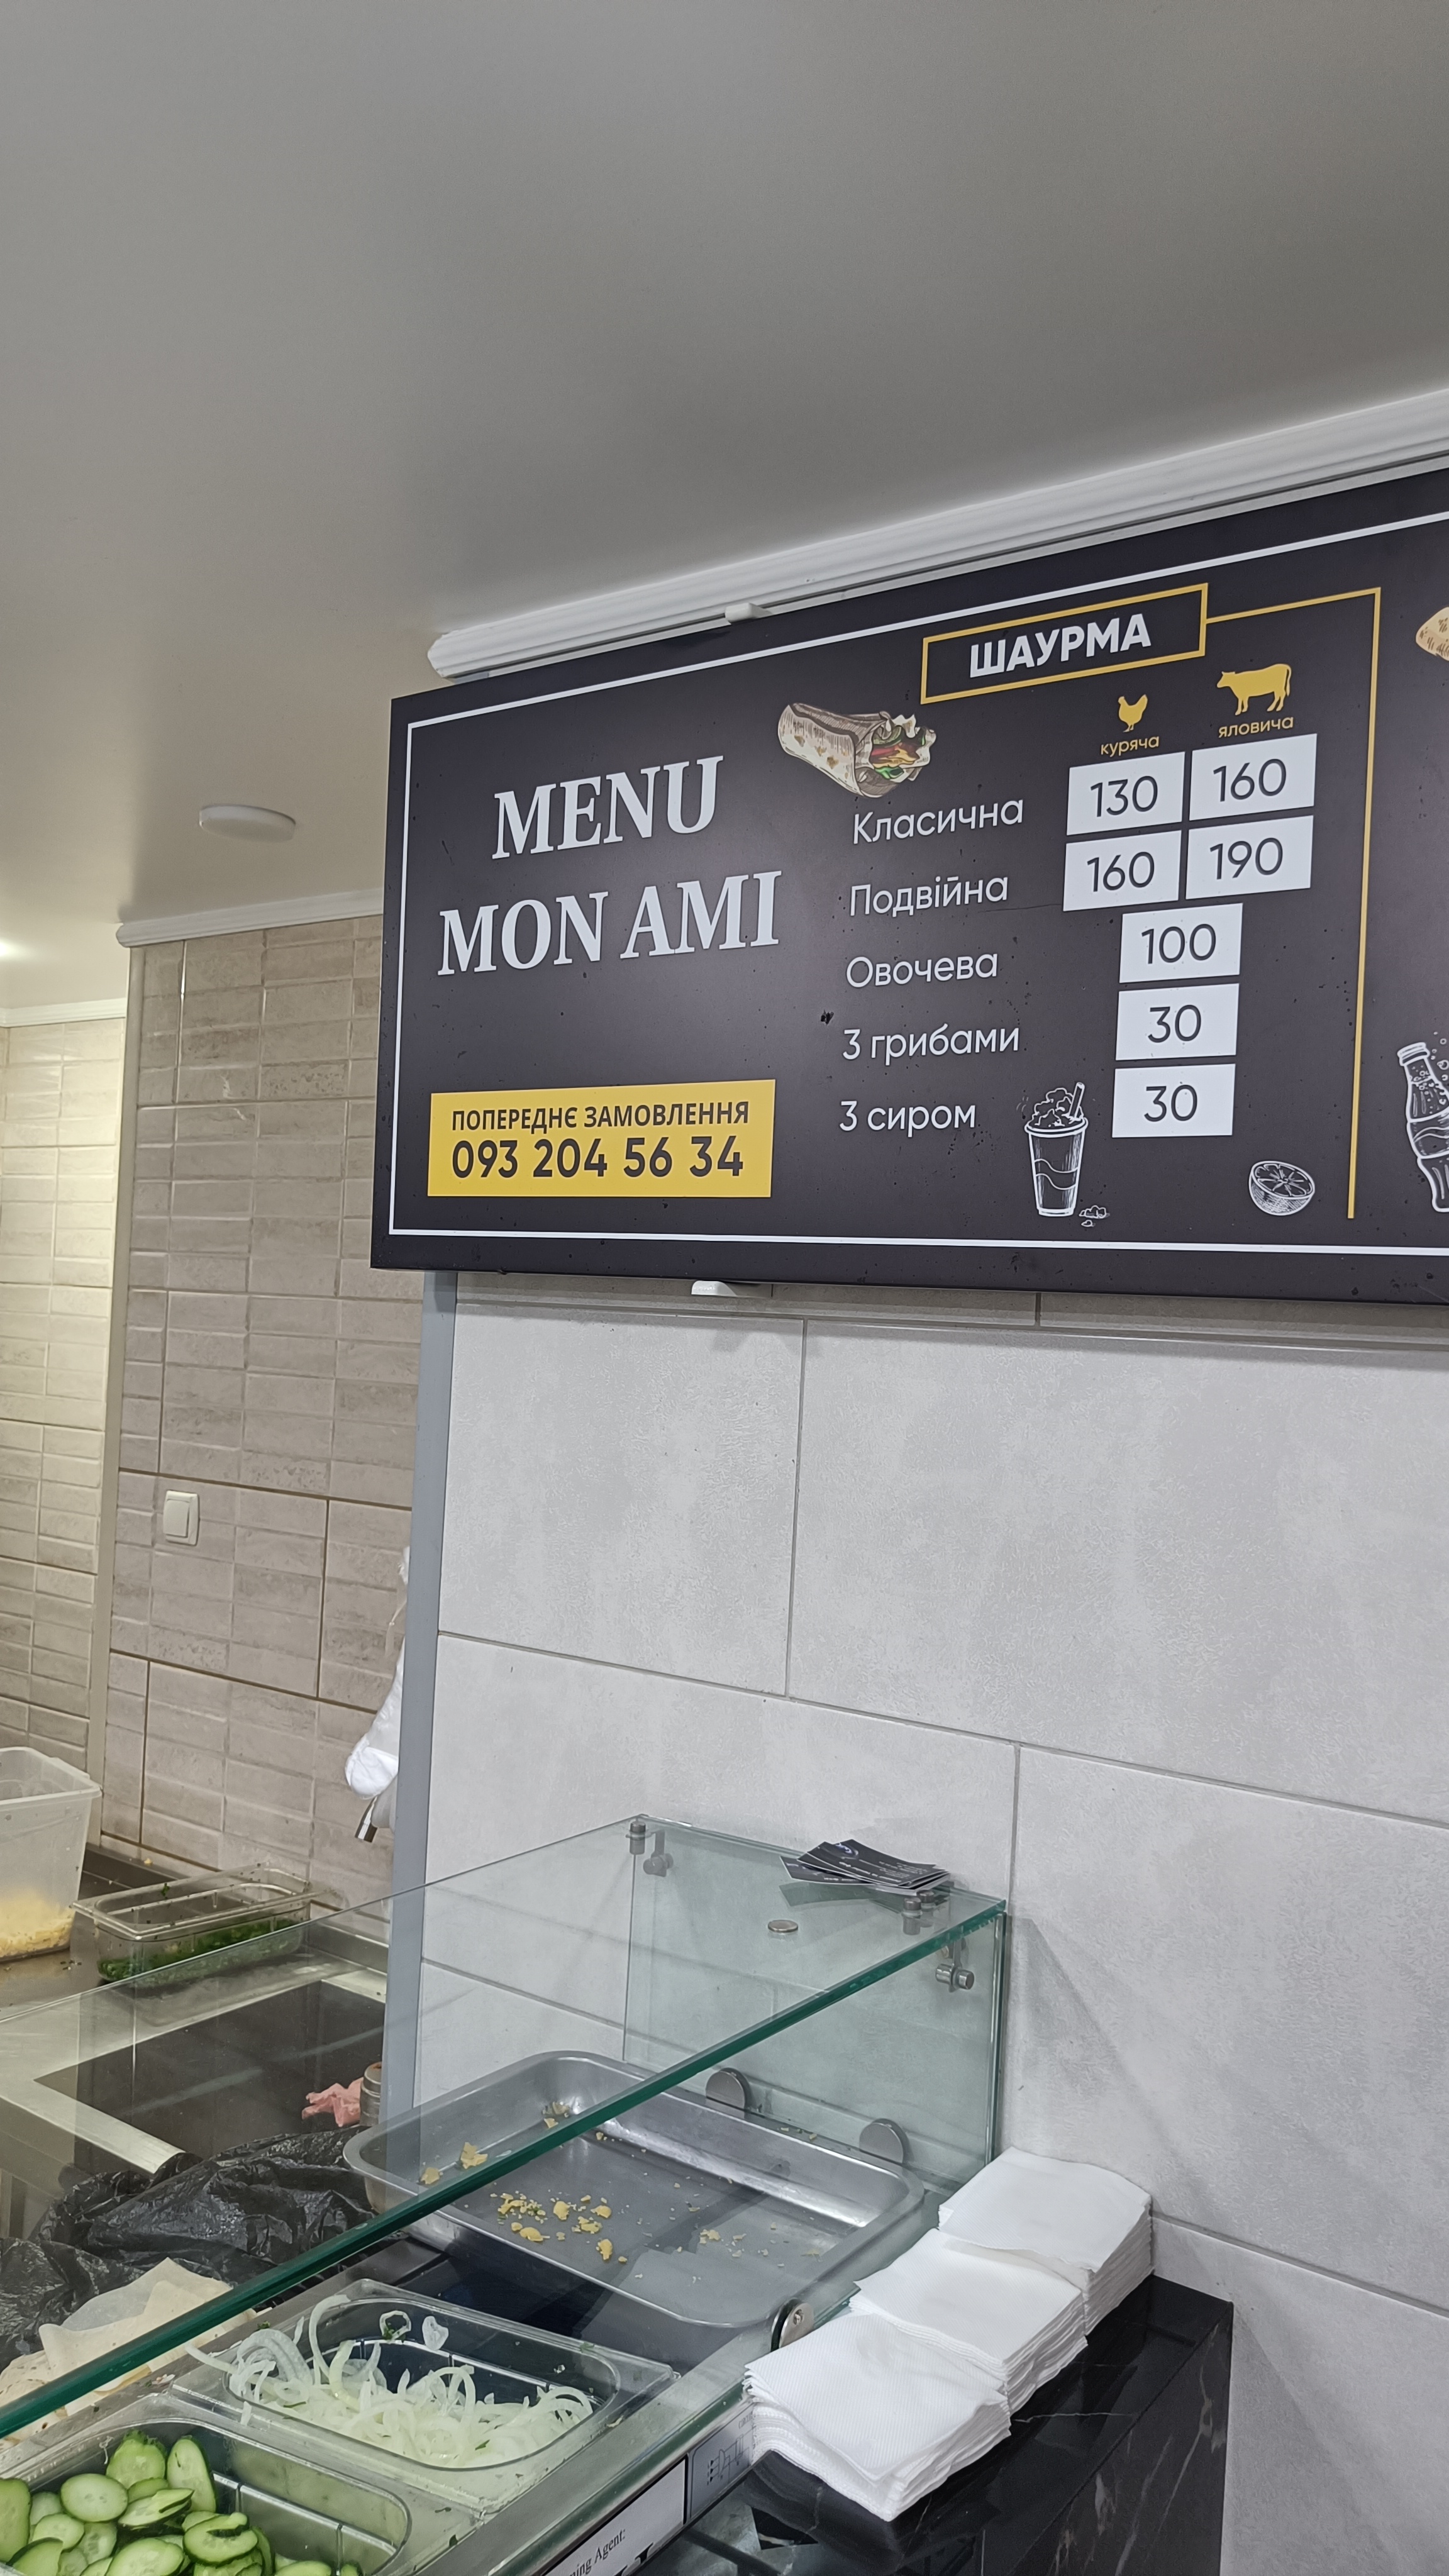 MENU
MON AMI
ПОПЕРЕДНЄ ЗАМОВЛЕННЯ
093 204 56 34
ШАУРМА
куряча яловича
Класична 130 160
Подвійна 160 190
Овочева 100
З грибами 30
З сиром 30
Agent: